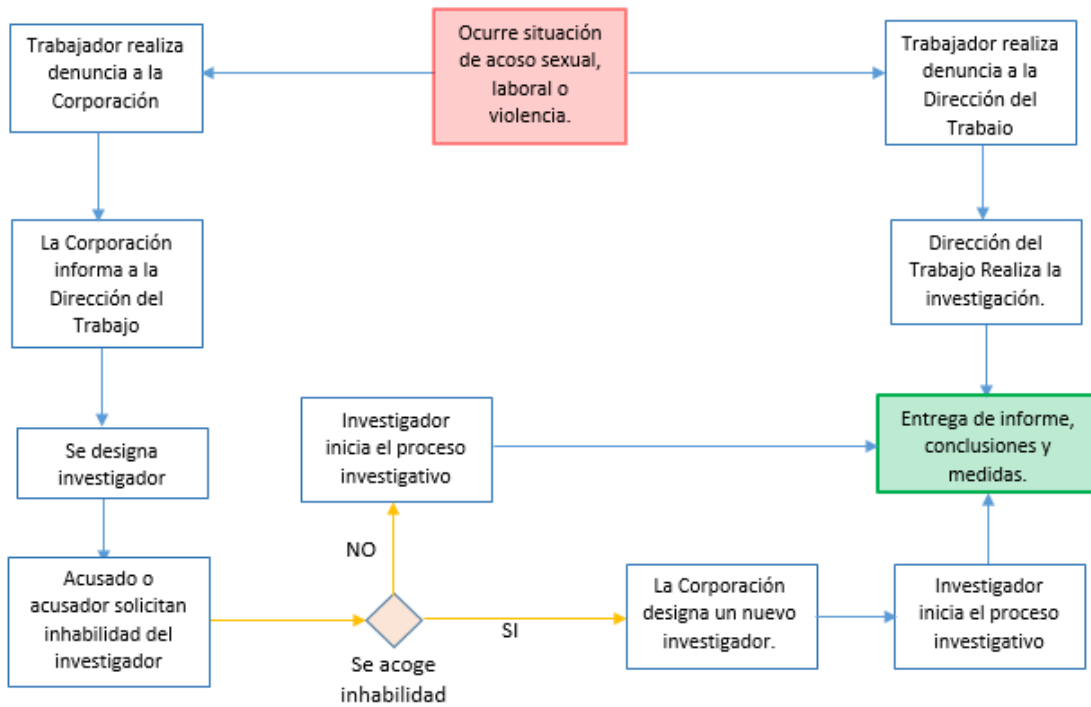 Trabajador realiza
denuncia a la
Corporación
Ocurre situación
de acoso sexual,
laboral o
violencia.
Trabajador realiza
denuncia a la
Dirección del
Trabaio
La Corporación
informa a la
Dirección del
Trabajo
Dirección del
Trabajo Realiza la
investigación.
Se designa
investigador
Investigador
inicia el proceso
investigativo
Entrega de informe,
conclusiones y
medidas.
Acusado o
acusador solicitan
inhabilidad del
investigador
NO
SI
Se acoge
inhabilidad
La Corporación
designa un nuevo
investigador.
Investigador
inicia el proceso
investigativo